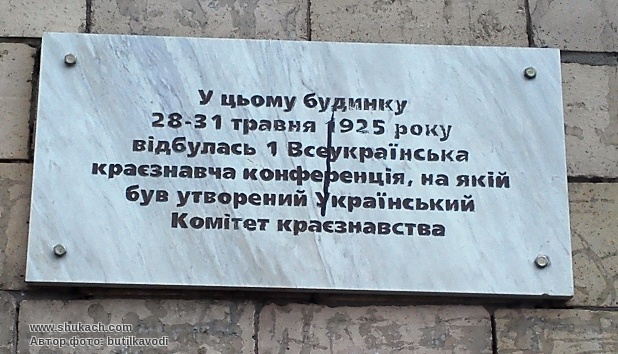 У цьому будинку
28-31 травня 1925 року
відбулась 1 Всеукраїнська
краєзнавча конференція, на якій
був утворений Український
Комітет краєзнавства
www.shukach.com
Автор фото: butjlkavodi